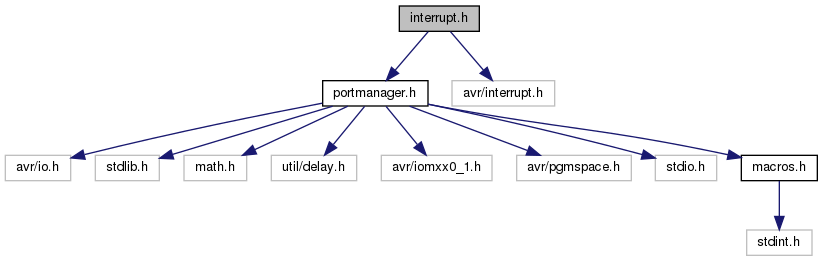 interrupt.h
portmanager.h
avr/interrupt.h
avr/io.h
stdlib.h
math.h
util/delay.h
avr/iomxx0_1.h
avr/pgmspace.h
stdio.h
macros.h
stdint.h